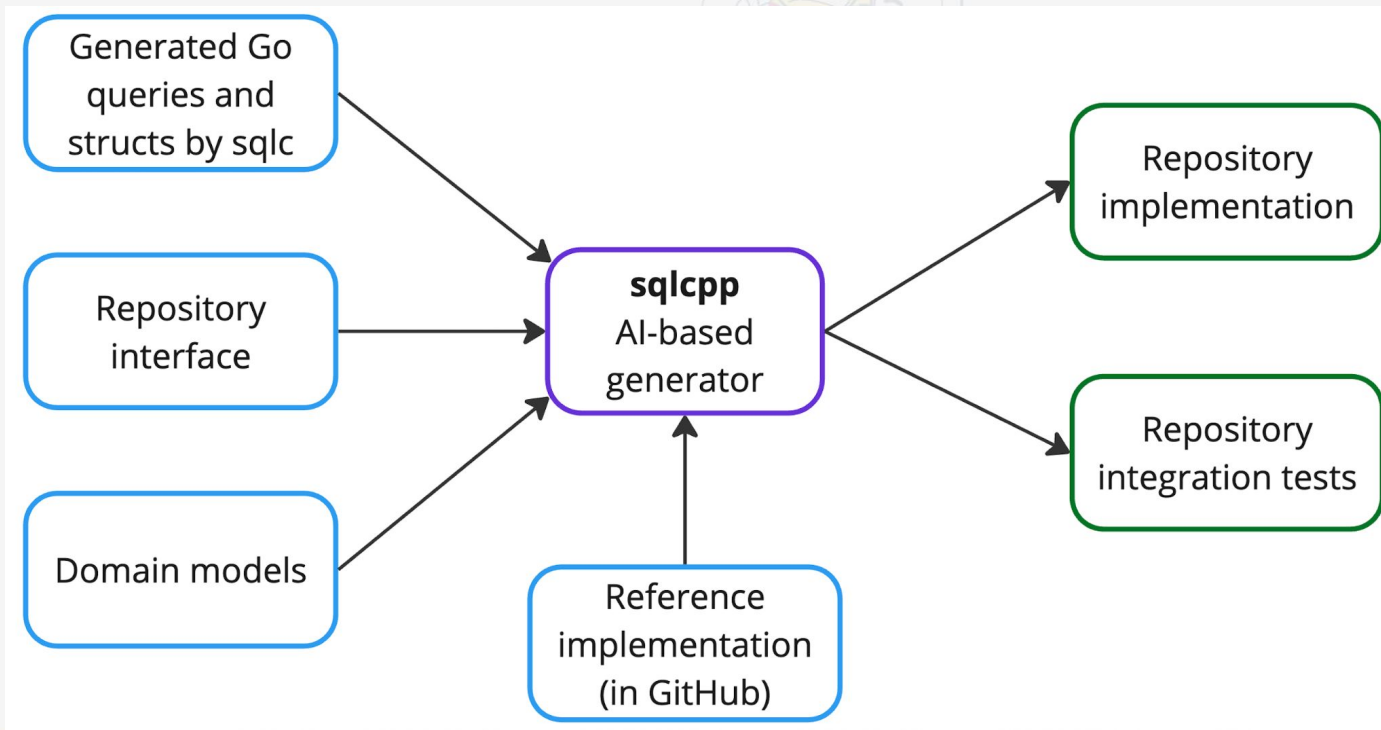 Generated Go
queries and
structs by sqlc
Repository
interface
Domain models
sqlcpp
AI-based
generator
Reference
implementation
(in GitHub)
Repository
implementation
Repository
integration tests